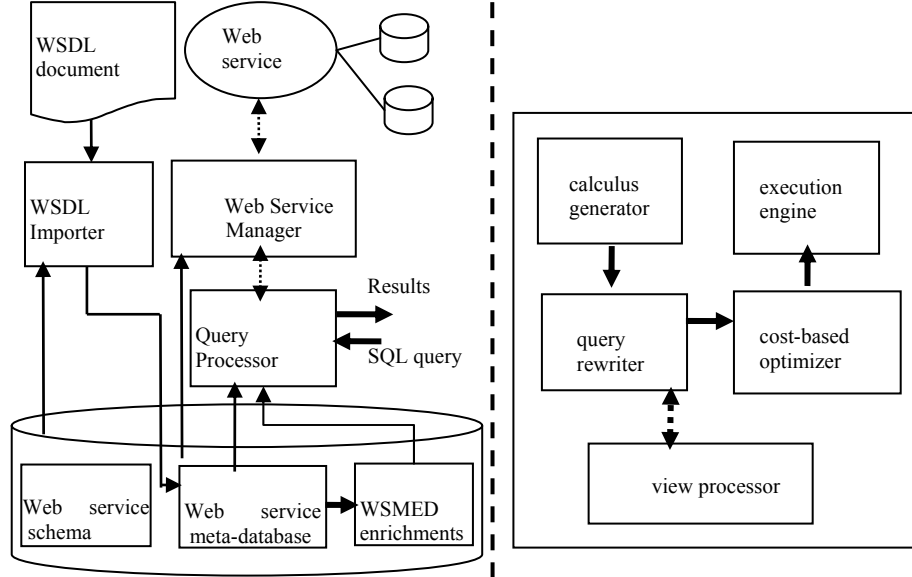 WSDL
document
Web
service
WSDL
Importer
Web Service
Manager
Results
Query
Processor
SQL query
Web service
schema
Web service
meta-database
WSMED
enrichments
calculus
generator
execution
engine
query
rewriter
cost-based
optimizer
view processor